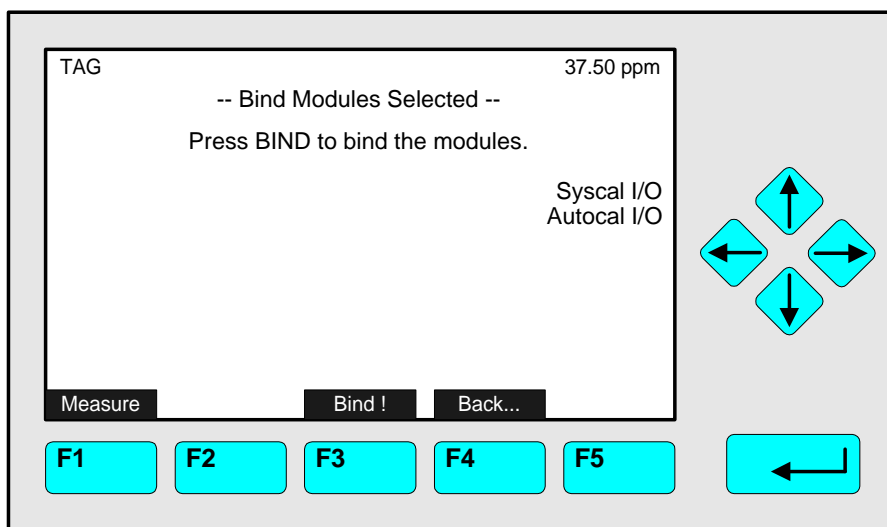 TAG 37.50 ppm
-- Bind Modules Selected --
Press BIND to bind the modules.
Syscal I/O
Autocal I/O
Measure Bind ! Back...
F1 F2 F3 F4 F5